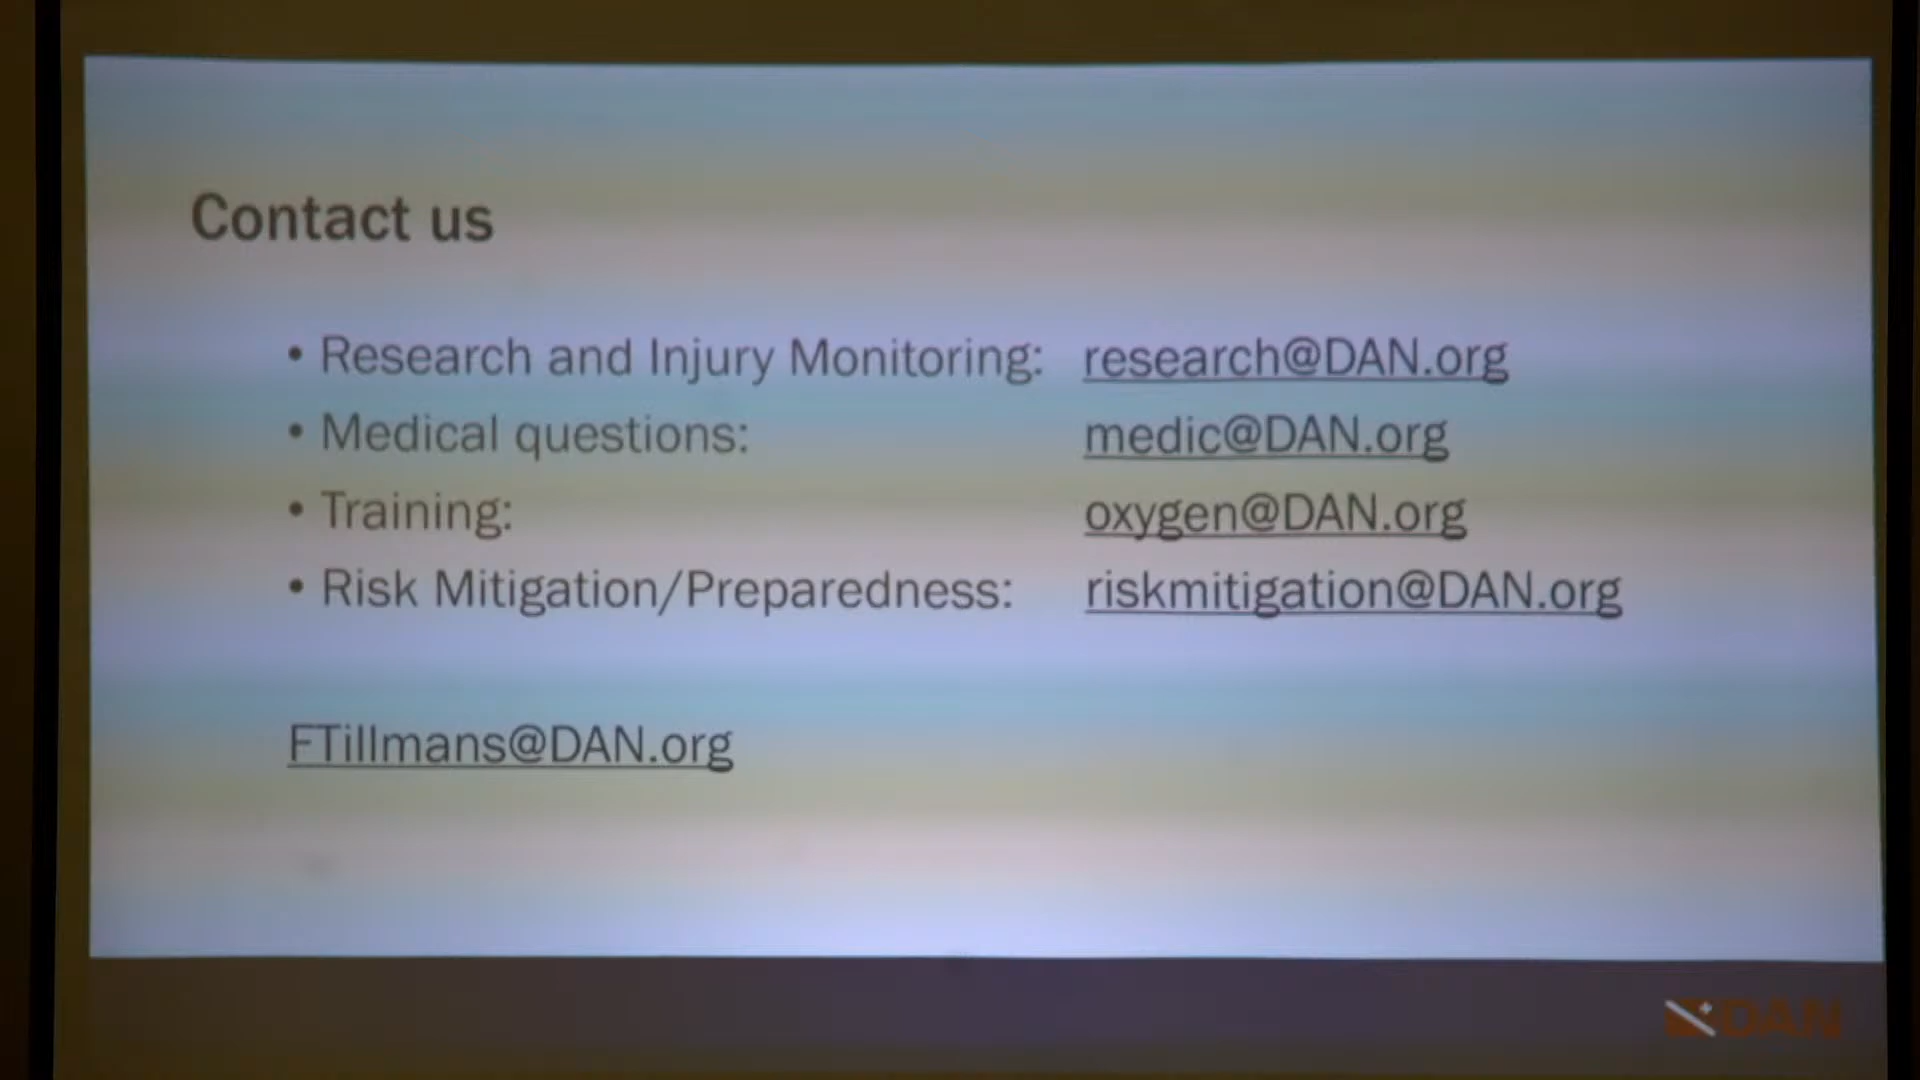 Contact us
• Research and Injury Monitoring: research@DAN.org
• Medical questions: medic@DAN.org
• Training: oxygen@DAN.org
• Risk Mitigation/Preparedness: riskmitigation@DAN.org
FTillmans@DAN.org
DAN